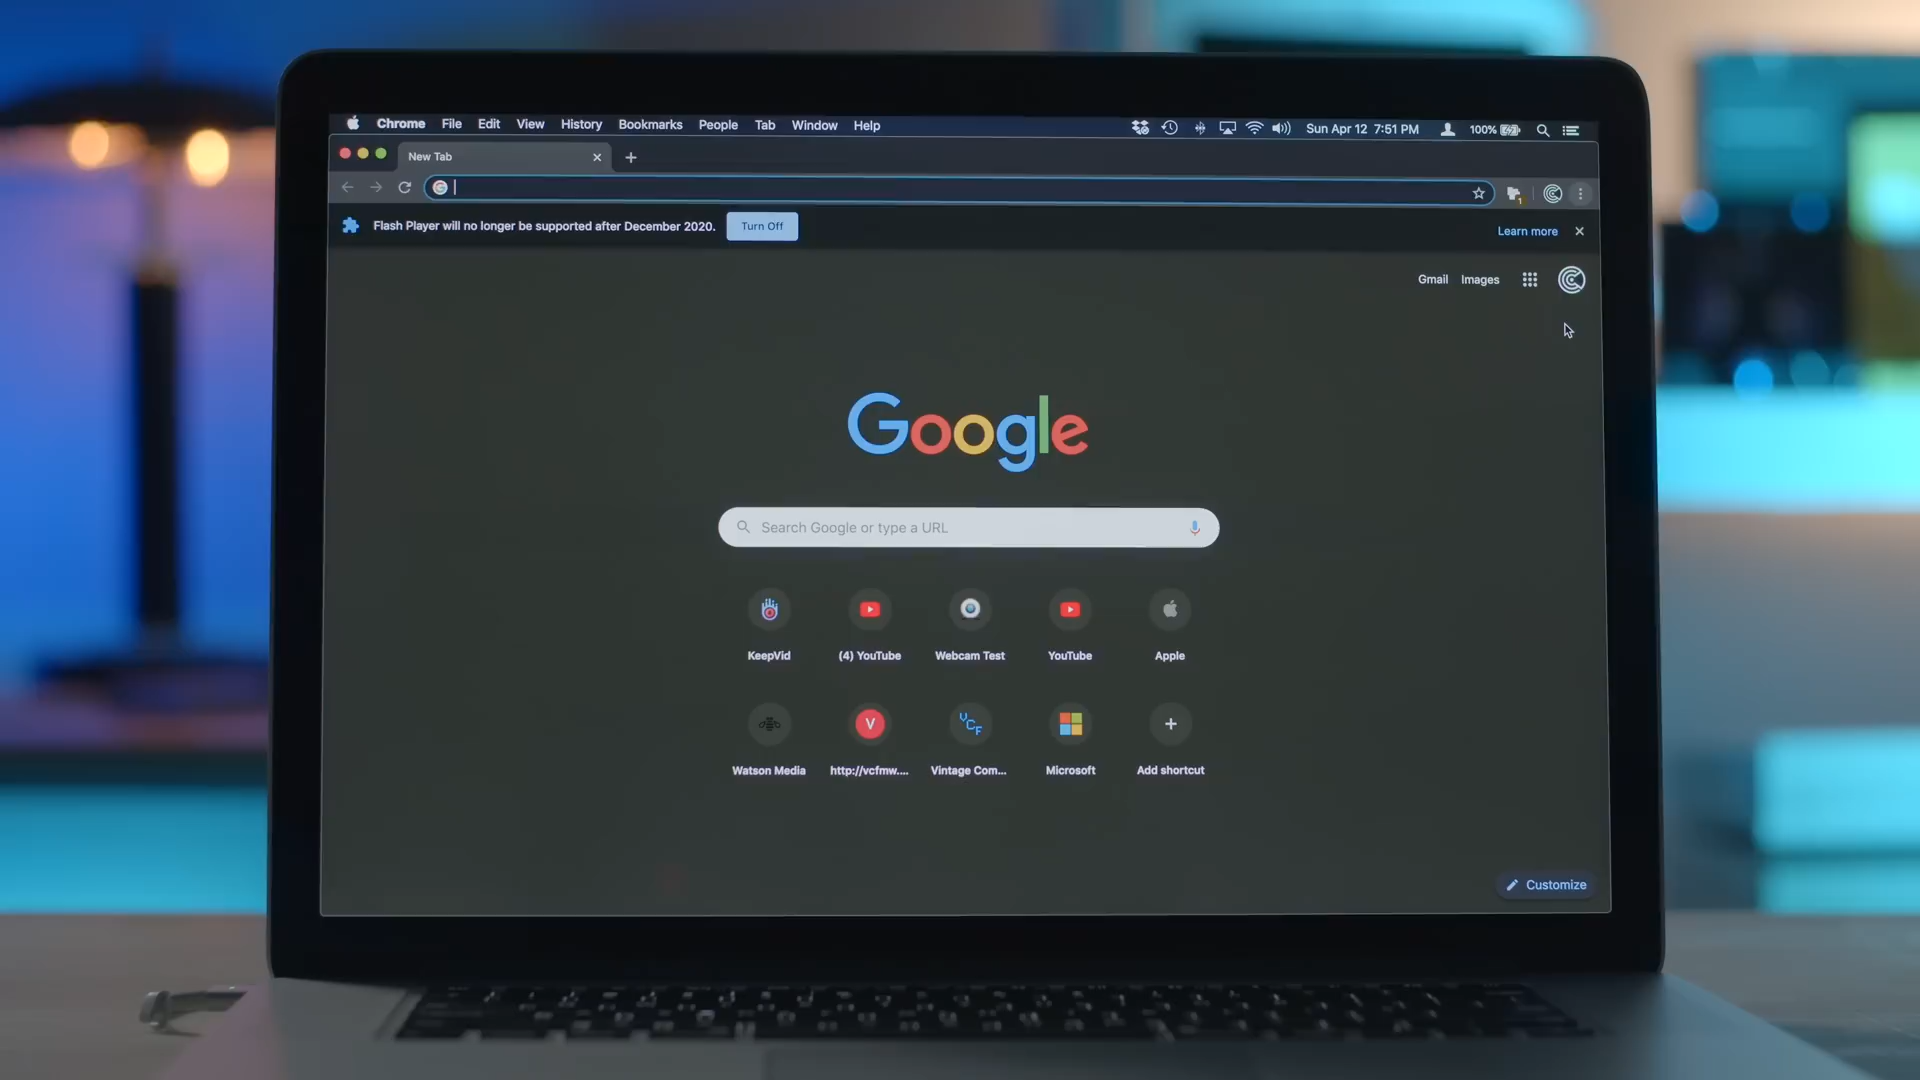 Chrome File Edit View History Bookmarks People Tab Window Help Sun Apr 12 7:51 PM 100%
New Tab
Flash Player will no longer be supported after December 2020. Turn Off Learn more
Gmail Images
Google
Search Google or type a URL
KeepVid (4) YouTube Webcam Test YouTube Apple
V
VCF
Watson Media http://vcfmw.... Vintage Com... Microsoft Add shortcut
Customize